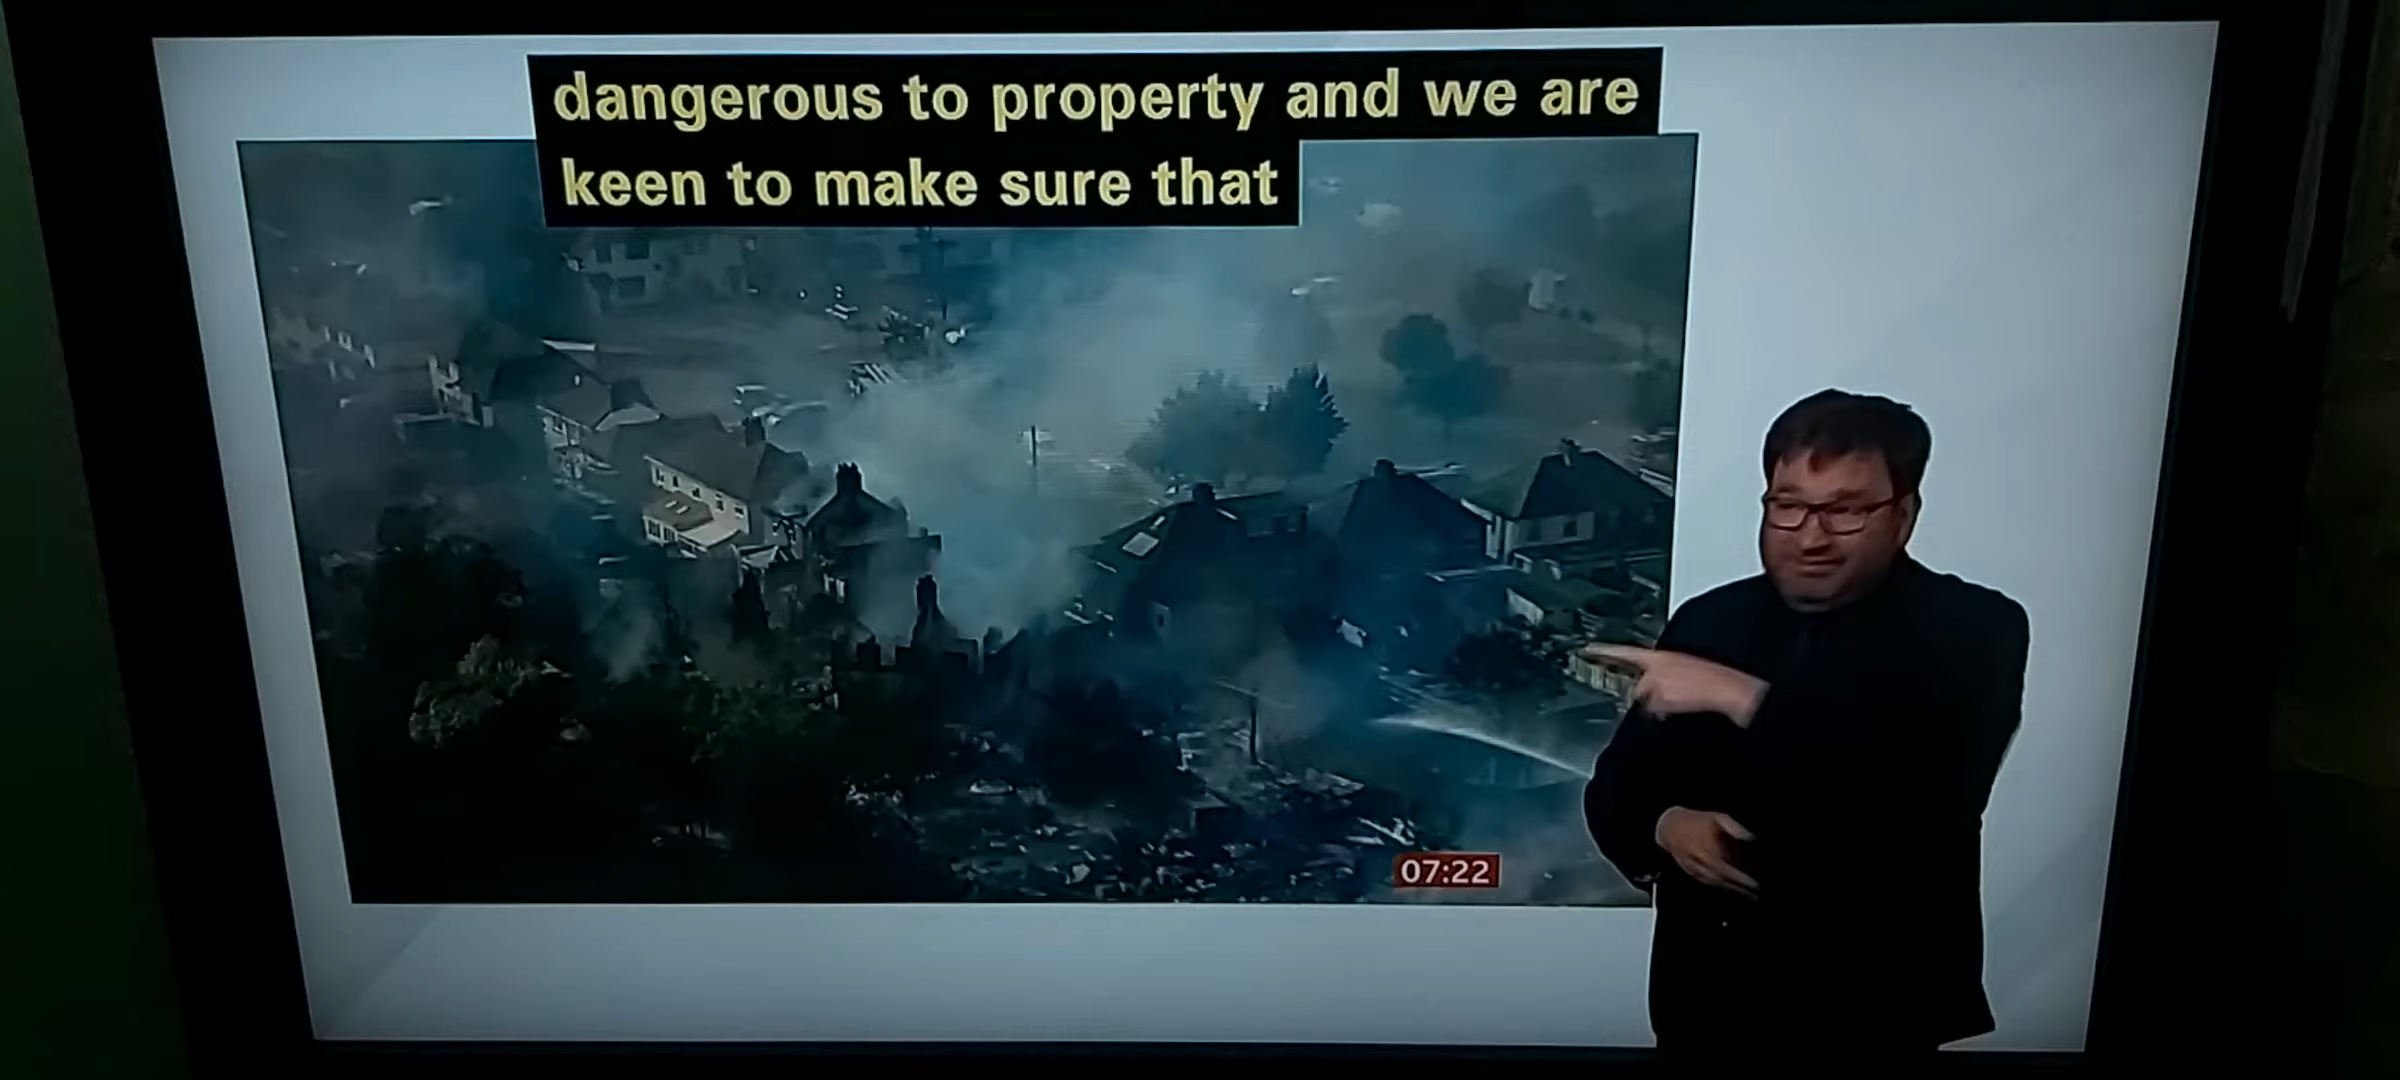 dangerous to property and we are
keen to make sure that
07:22